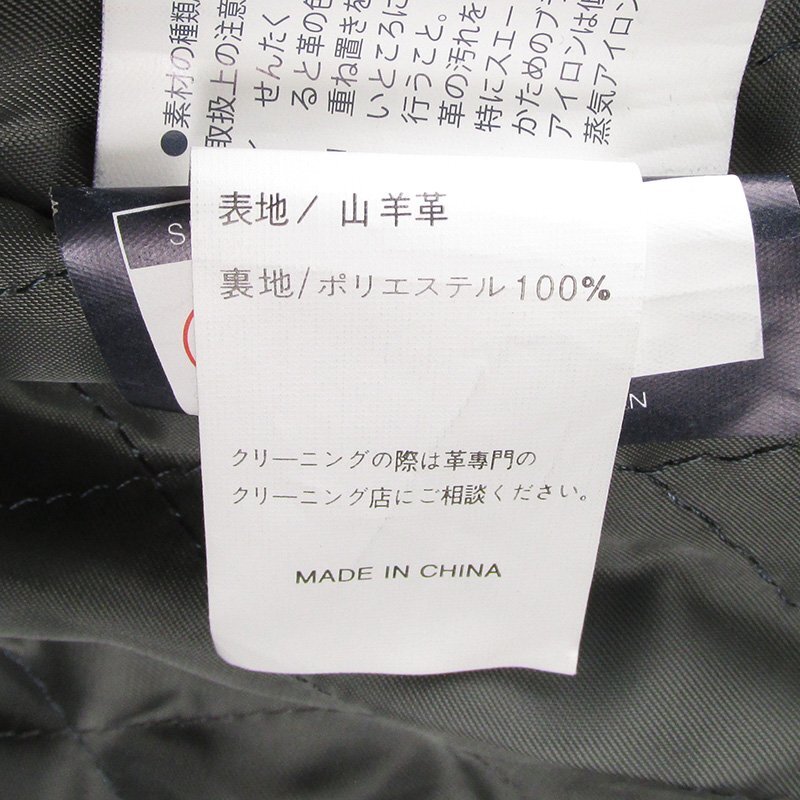 ●素材の種類
取扱上の注意
せんたく
ると革の色
重ね置きを
いところに
行うこと。
革の汚れを
特にスエー
かためのブラ
アイロンは低
蒸気アイロン
表地/ 山羊革
裏地/ポリエステル100%
クリーニングの際は革専門の
クリーニング店にご相談ください。
MADE IN CHINA